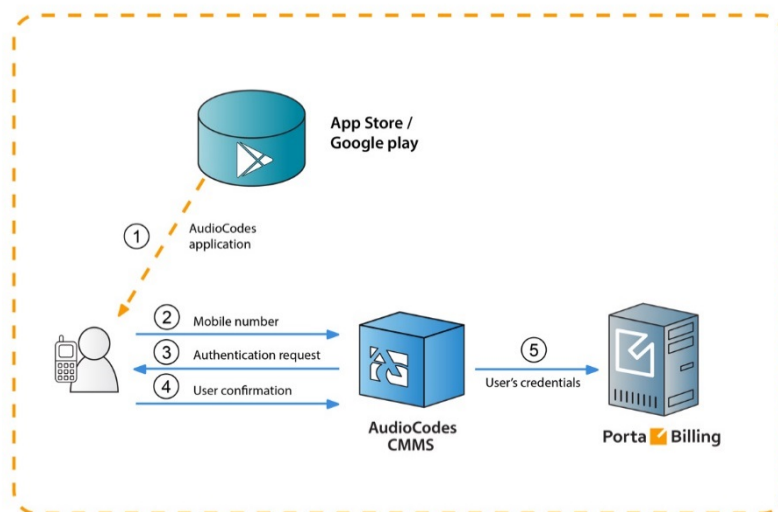 App Store /
Google play
1
AudioCodes
application
2
Mobile number
3
Authentication request
4
User confirmation
5
User's credentials
AudioCodes
CMMS
Porta Billing